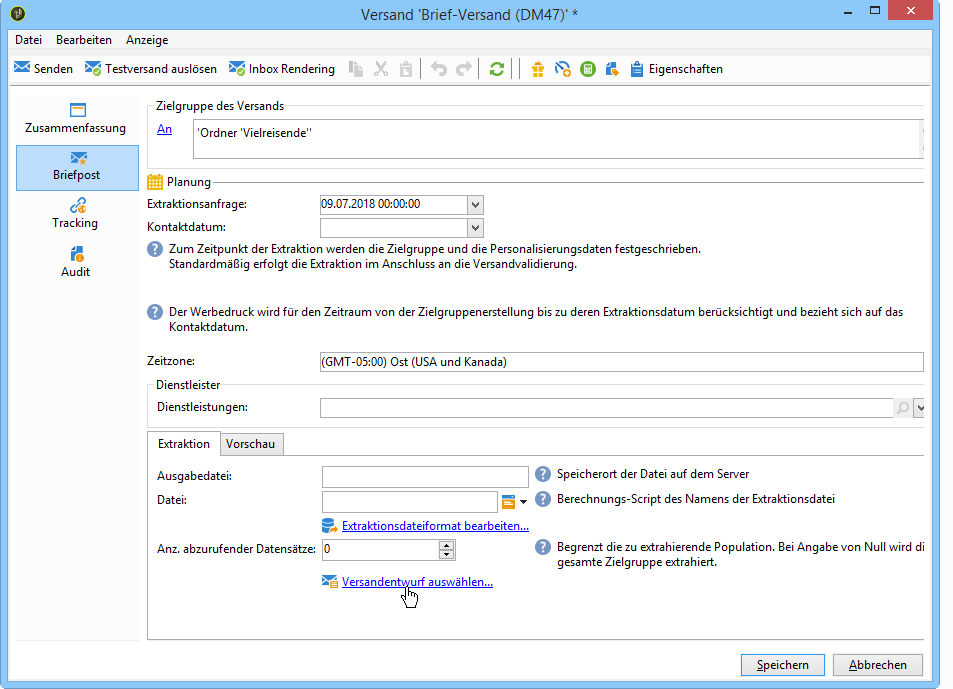 Versand 'Brief-Versand (DM47)' *
Datei Bearbeiten Anzeige
Senden Testversand auslösen Inbox Rendering Eigenschaften
Zusammenfassung
Briefpost
Tracking
Audit
Zielgruppe des Versands
An 'Ordner 'Vielreisende''
Planung
Extraktionsanfrage: 09.07.2018 00:00:00
Kontaktdatum:
Zum Zeitpunkt der Extraktion werden die Zielgruppe und die Personalisierungsdaten festgeschrieben.
Standardmäßig erfolgt die Extraktion im Anschluss an die Versandvalidierung.
Der Werbedruck wird für den Zeitraum von der Zielgruppenerstellung bis zu deren Extraktionsdatum berücksichtigt und bezieht sich auf das
Kontaktdatum.
Zeitzone: (GMT-05:00) Ost (USA und Kanada)
Dienstleister
Dienstleistungen:
Extraktion Vorschau
Ausgabedatei: Speicherort der Datei auf dem Server
Datei: Berechnungs-Script des Namens der Extraktionsdatei
Extraktionsdateiformat bearbeiten...
Anz. abzurufender Datensätze: 0 Begrenzt die zu extrahierende Population. Bei Angabe von Null wird di
gesamte Zielgruppe extrahiert.
Versandentwurf auswählen...
Speichern Abbrechen